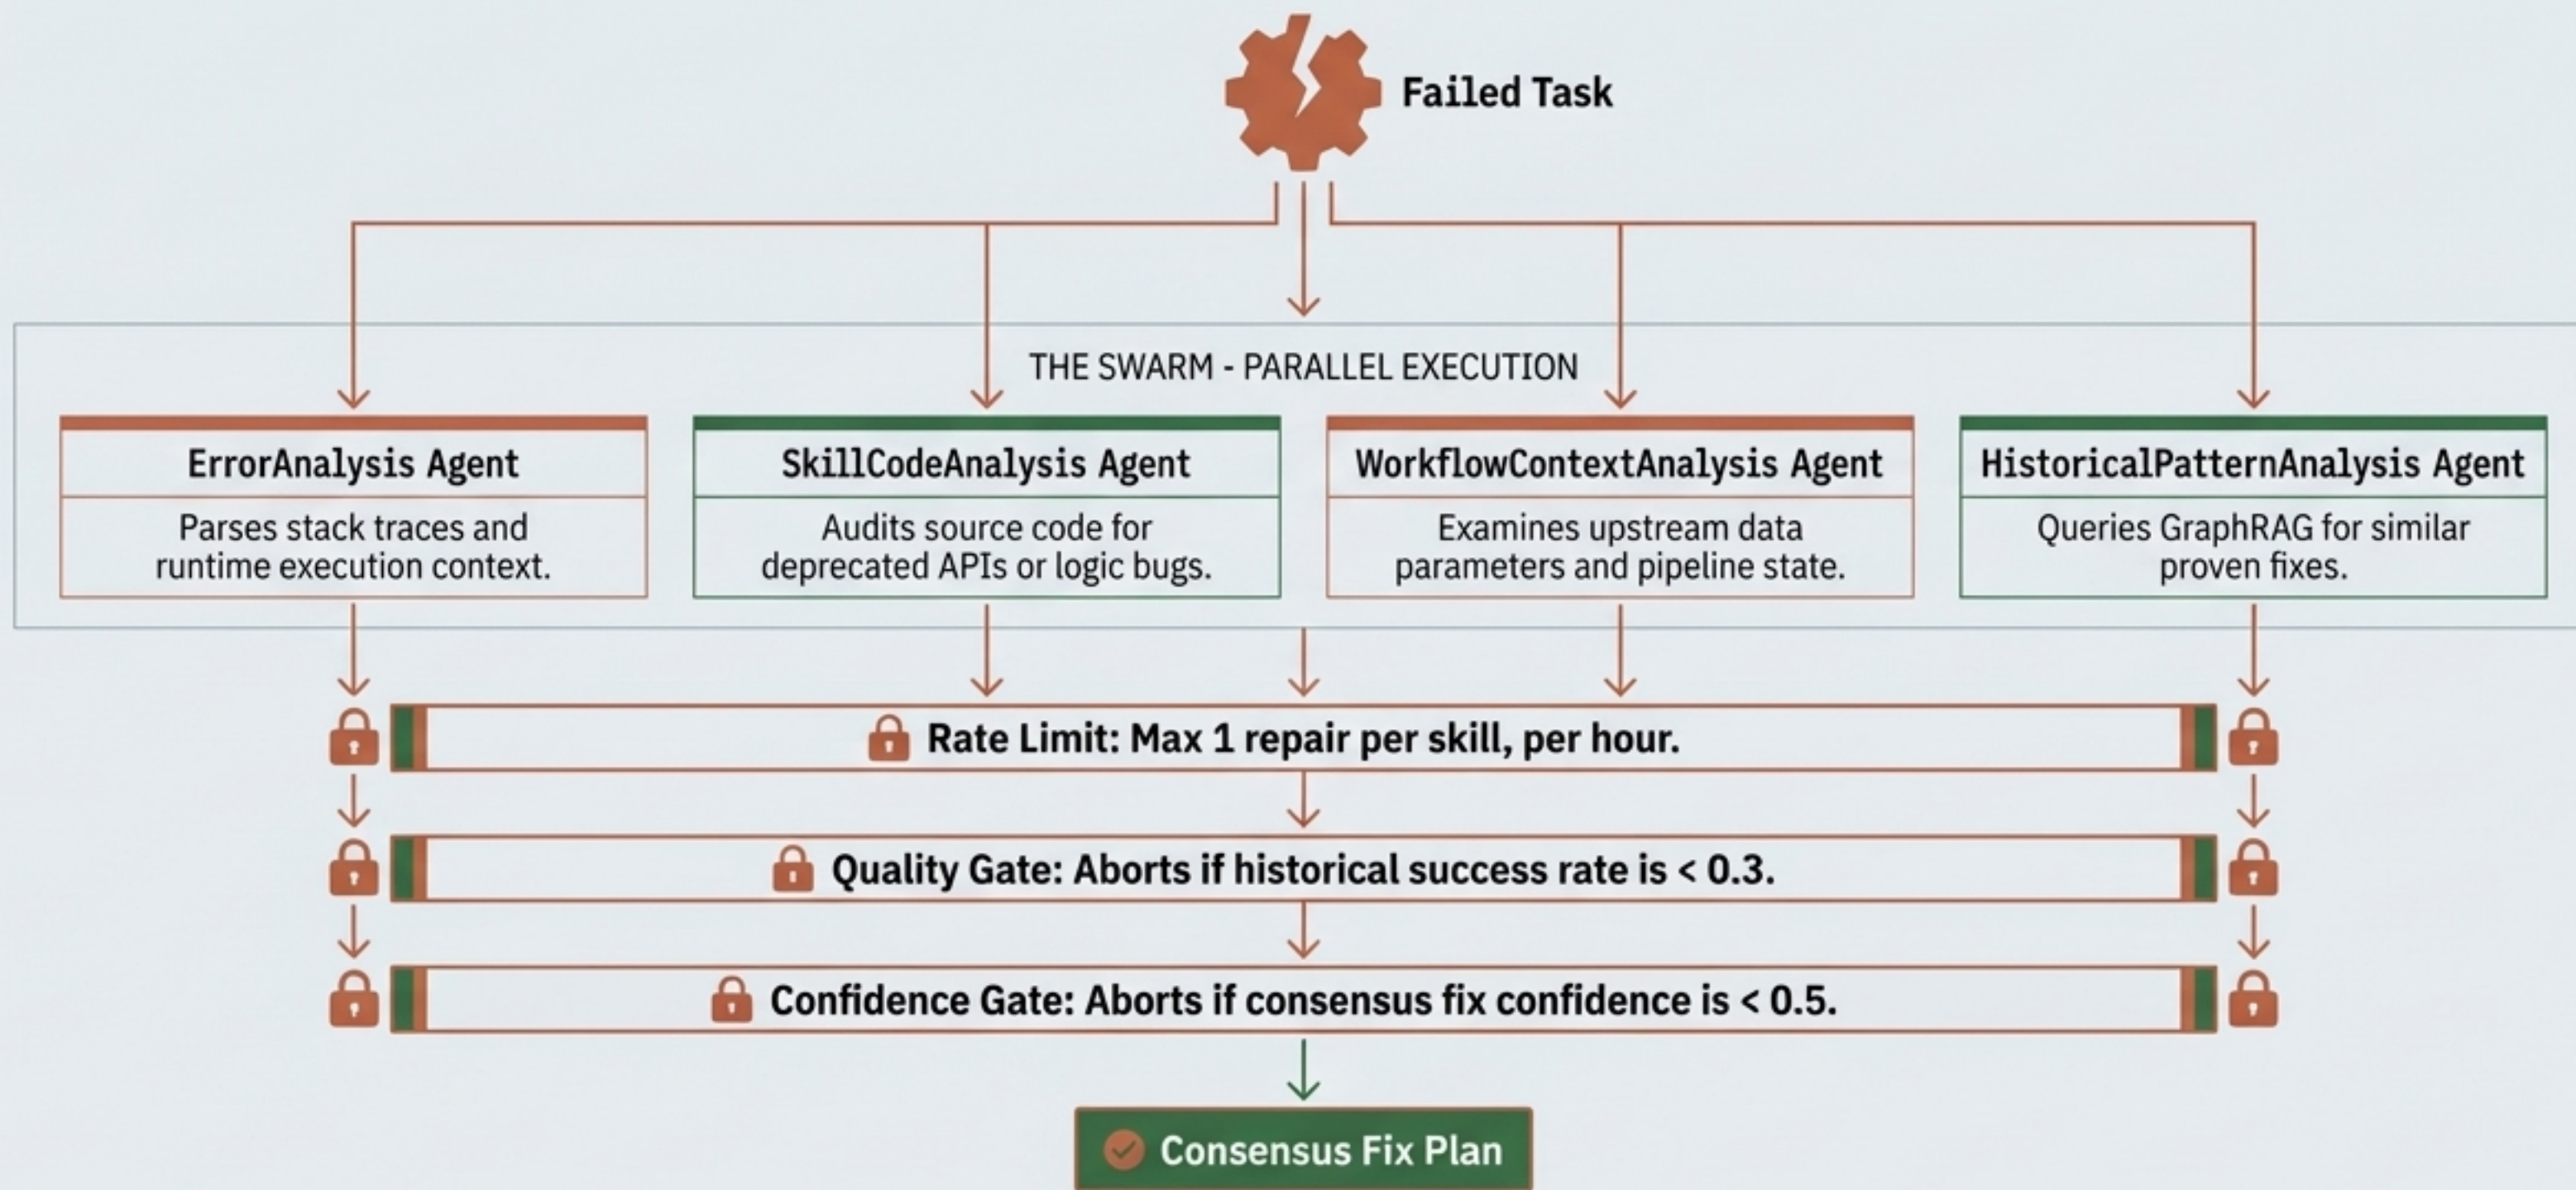 Failed Task
THE SWARM - PARALLEL EXECUTION
ErrorAnalysis Agent
Parses stack traces and
runtime execution context.
SkillCodeAnalysis Agent
Audits source code for
deprecated APIs or logic bugs.
WorkflowContextAnalysis Agent
Examines upstream data
parameters and pipeline state.
HistoricalPatternAnalysis Agent
Queries GraphRAG for similar
proven fixes.
Rate Limit: Max 1 repair per skill, per hour.
Quality Gate: Aborts if historical success rate is < 0.3.
Confidence Gate: Aborts if consensus fix confidence is < 0.5.
Consensus Fix Plan